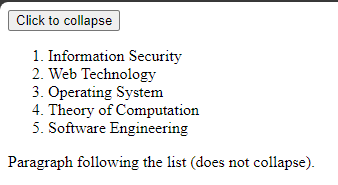 Click to collapse
1. Information Security
2. Web Technology
3. Operating System
4. Theory of Computation
5. Software Engineering
Paragraph following the list (does not collapse).